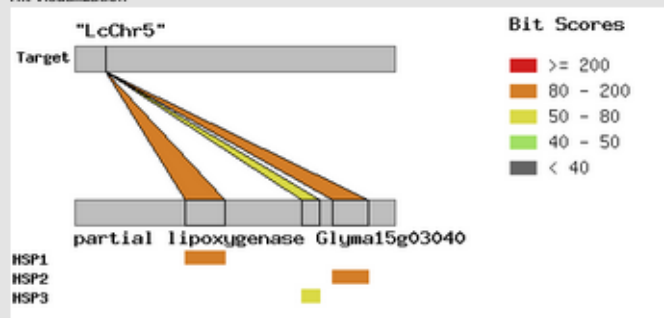 "LcChr5"
Target
partial lipoxygenase Glyma15g03040
HSP1
HSP2
HSP3
Bit Scores
>= 200
80 - 200
50 - 80
40 - 50
< 40